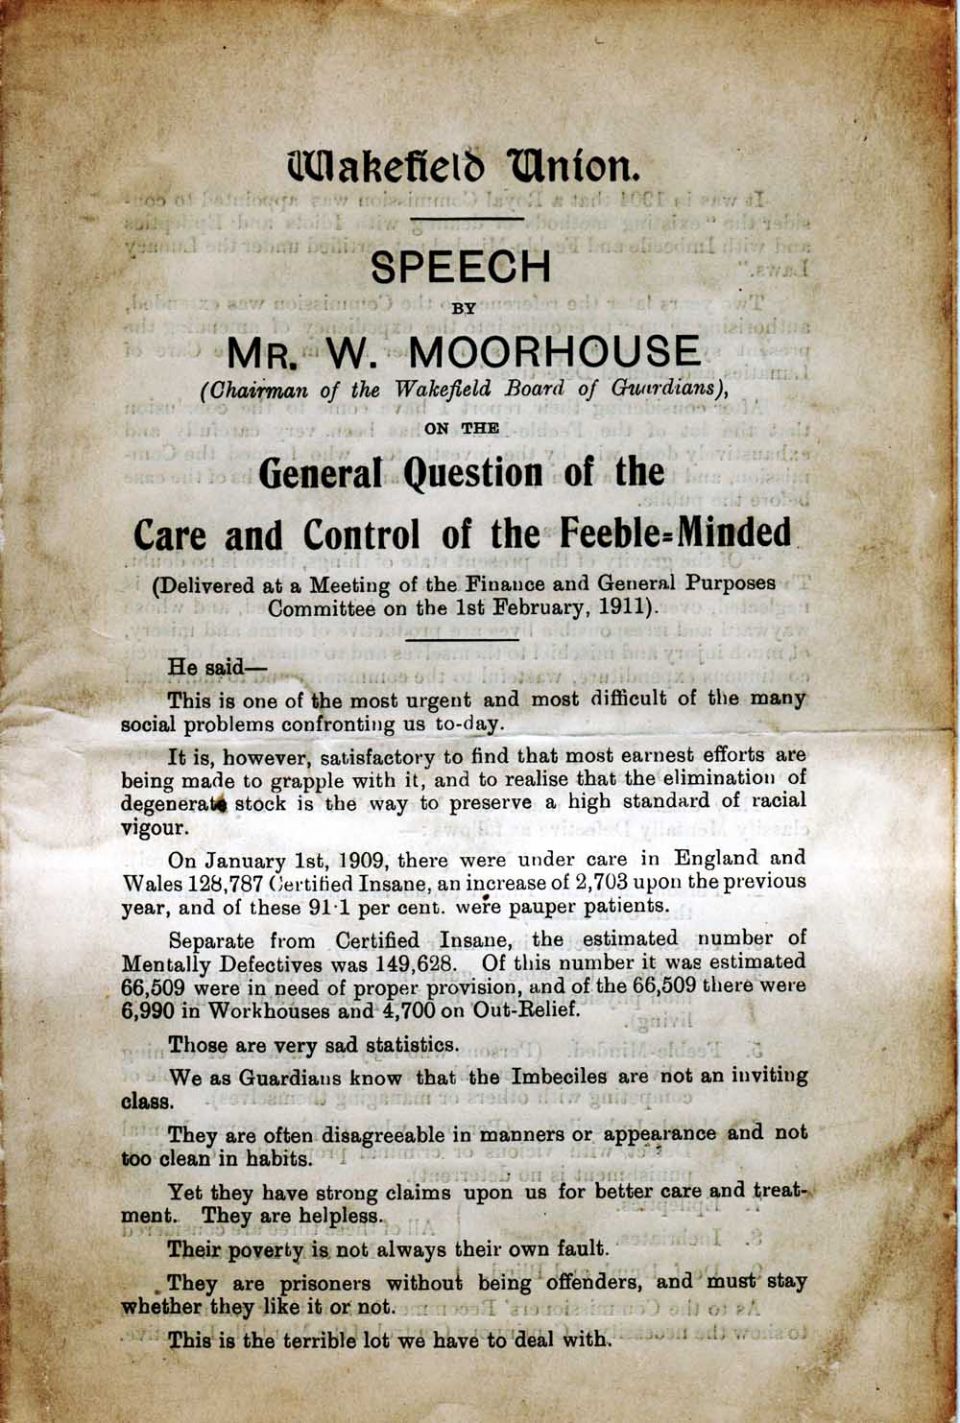 Wakefield Union.
SPEECH
BY
MR. W. MOORHOUSE
(Chairman of the Wakefield Board of Guardians),
ON THE
General Question of the
Care and Control of the Feeble-Minded
(Delivered at a Meeting of the Finance and General Purposes
Committee on the 1st February, 1911).
He said—
This is one of the most urgent and most difficult of the many
social problems confronting us to-day.
It is, however, satisfactory to find that most earnest efforts are
being made to grapple with it, and to realise that the elimination of
degenerate stock is the way to preserve a high standard of racial
vigour.
On January 1st, 1909, there were under care in England and
Wales 128,787 Certified Insane, an increase of 2,703 upon the previous
year, and of these 91·1 per cent. were pauper patients.
Separate from Certified Insane, the estimated number of
Mentally Defectives was 149,628. Of this number it was estimated
66,509 were in need of proper provision, and of the 66,509 there were
6,990 in Workhouses and 4,700 on Out-Relief.
Those are very sad statistics.
We as Guardians know that the Imbeciles are not an inviting
class.
They are often disagreeable in manners or appearance and not
too clean in habits.
Yet they have strong claims upon us for better care and treat-
ment. They are helpless.
Their poverty is not always their own fault.
They are prisoners without being offenders, and must stay
whether they like it or not.
This is the terrible lot we have to deal with.